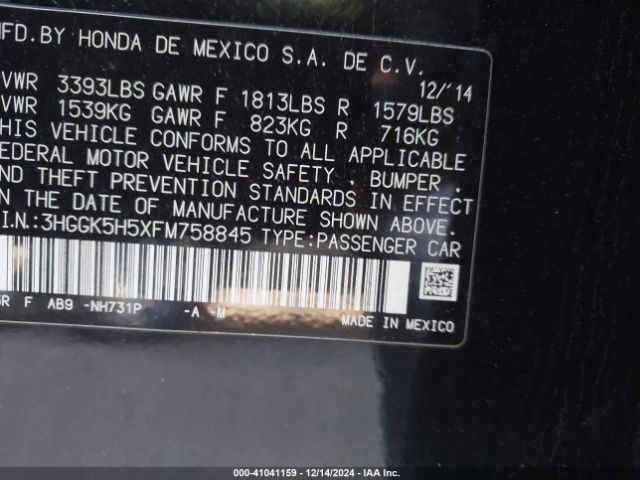 MFD.BY HONDA DE MEXICO S.A. DE C.V.
12/'14
VWR 3393LBS GAWR F 1813LBS R 1579LBS
VWR 1539KG GAWR F 823KG R 716KG
HIS VEHICLE CONFORMS TO ALL APPLICABLE
EDERAL MOTOR VEHICLE SAFETY , BUMPER ,
ND THEFT PREVENTION STANDARDS IN EFFECT
N THE DATE OF MANUFACTURE SHOWN ABOVE.
I.N.:3HGGK5H5XFM758845 TYPE:PASSENGER CAR
R F AB9 -NH731P -A -M
MADE IN MEXICO
000-41041159 - 12/14/2024 - IAA Inc.